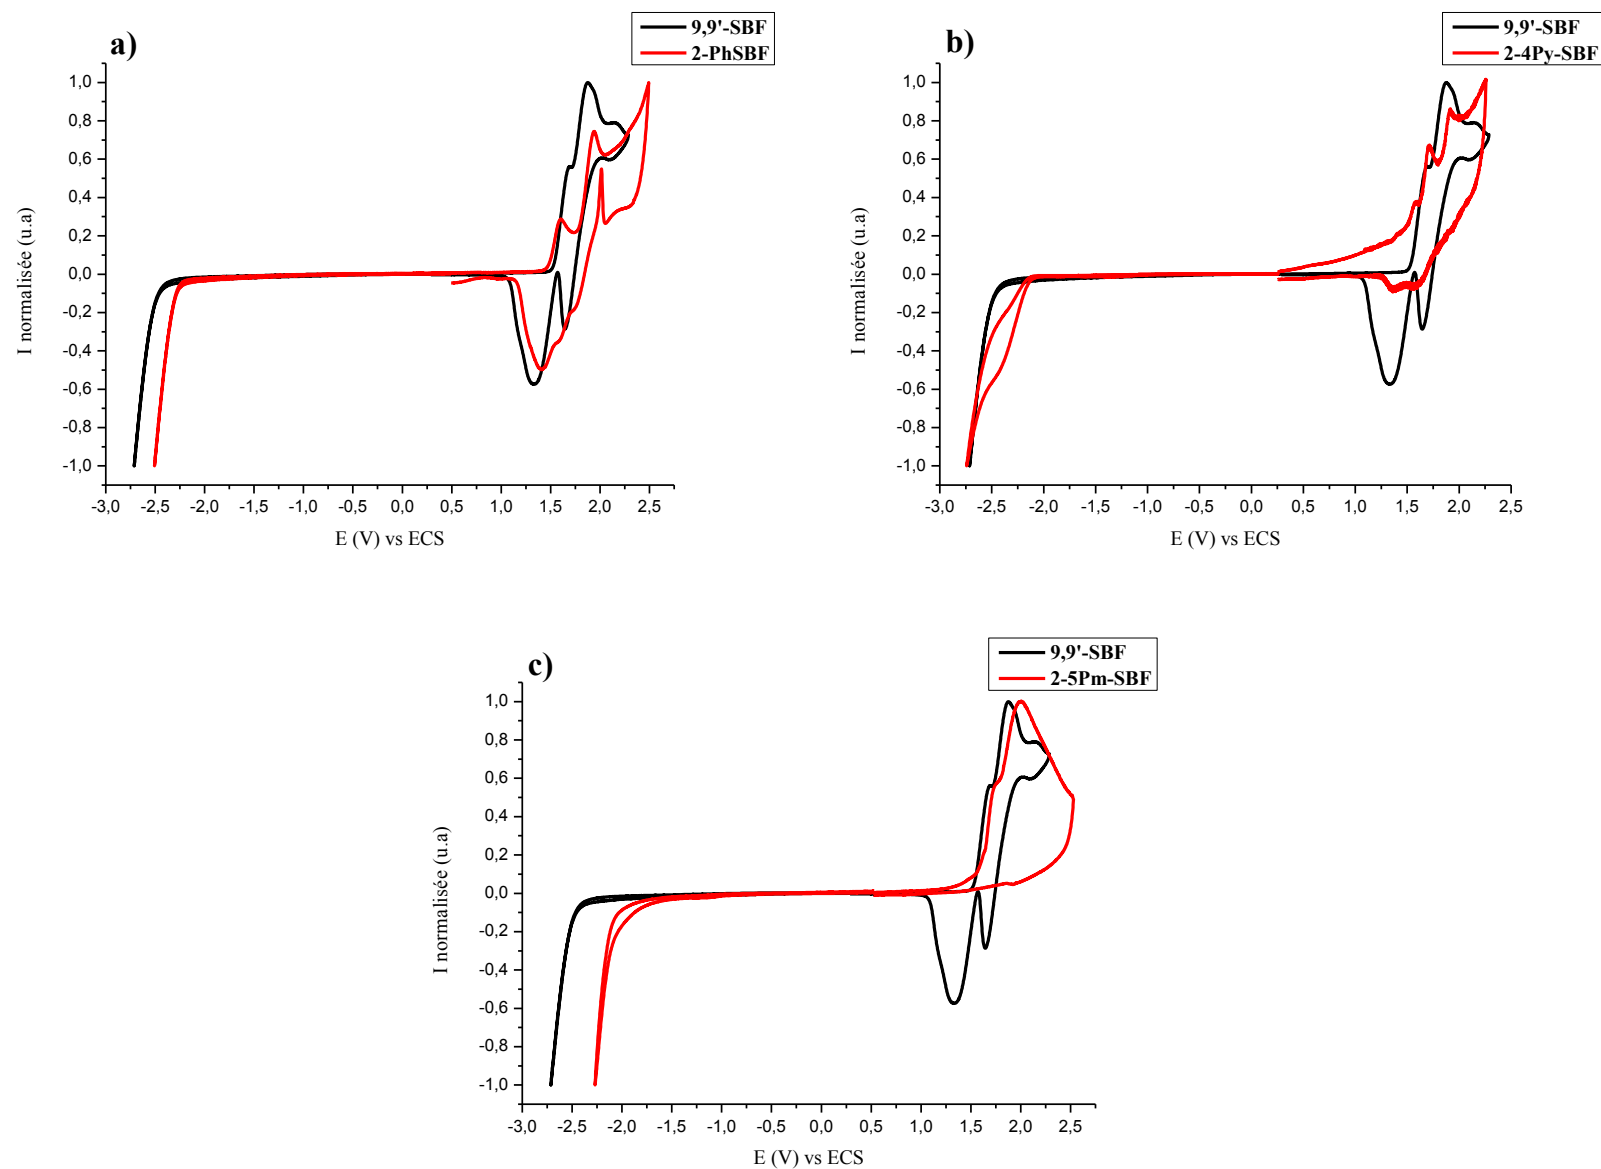 a)
9,9'-SBF
2-PhSBF
1,0
0,8
0,6
0,4
0,2
0,0
-0,2
-0,4
-0,6
-0,8
-1,0
I normalisée (u.a)
-3,0 -2,5 -2,0 -1,5 -1,0 -0,5 0,0 0,5 1,0 1,5 2,0 2,5
E (V) vs ECS
b)
9,9'-SBF
2-4Py-SBF
1,0
0,8
0,6
0,4
0,2
0,0
-0,2
-0,4
-0,6
-0,8
-1,0
I normalisée (u.a)
-3,0 -2,5 -2,0 -1,5 -1,0 -0,5 0,0 0,5 1,0 1,5 2,0 2,5
E (V) vs ECS
c)
9,9'-SBF
2-5Pm-SBF
1,0
0,8
0,6
0,4
0,2
0,0
-0,2
-0,4
-0,6
-0,8
-1,0
I normalisée (u.a)
-3,0 -2,5 -2,0 -1,5 -1,0 -0,5 0,0 0,5 1,0 1,5 2,0 2,5
E (V) vs ECS